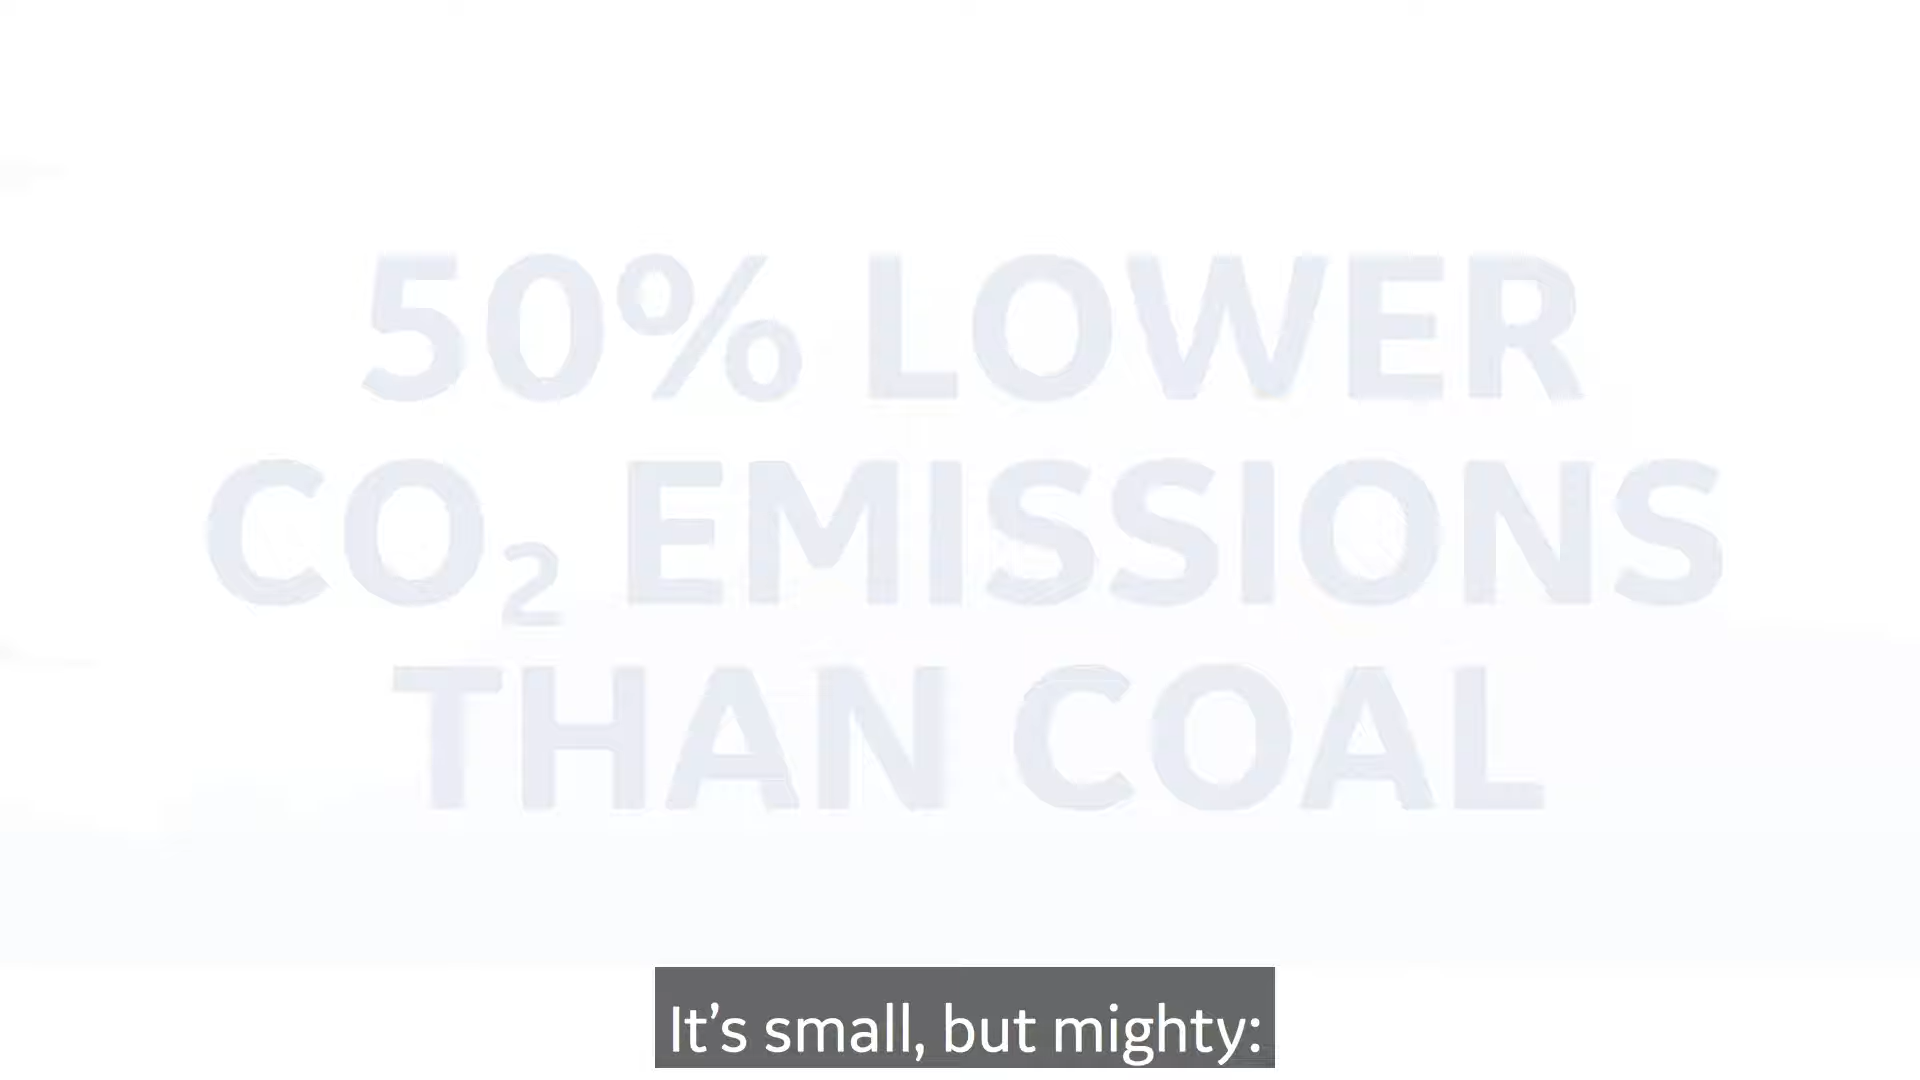 50% LOWER
CO₂ EMISSIONS
THAN COAL
It’s small, but mighty: